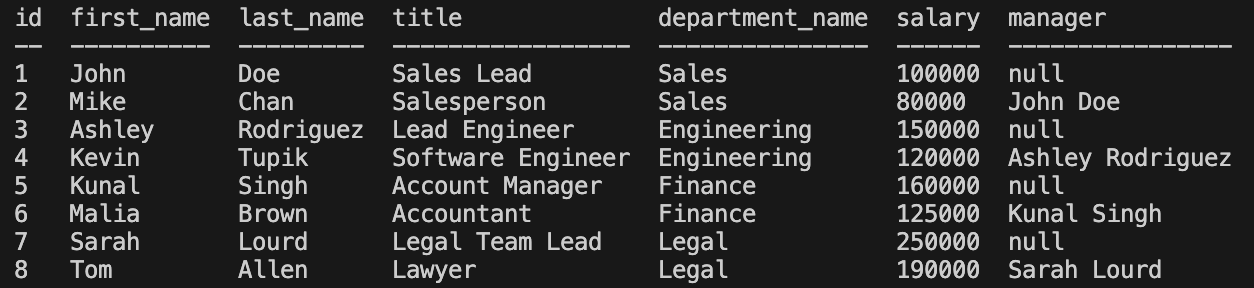 id  first_name  last_name  title              department_name  salary  manager
--  ----------  ---------  -----------------  ---------------  ------  ----------------
1   John        Doe        Sales Lead         Sales            100000  null
2   Mike        Chan       Salesperson        Sales            80000   John Doe
3   Ashley      Rodriguez  Lead Engineer      Engineering      150000  null
4   Kevin       Tupik      Software Engineer  Engineering      120000  Ashley Rodriguez
5   Kunal       Singh      Account Manager    Finance          160000  null
6   Malia       Brown      Accountant         Finance          125000  Kunal Singh
7   Sarah       Lourd      Legal Team Lead    Legal            250000  null
8   Tom         Allen      Lawyer             Legal            190000  Sarah Lourd